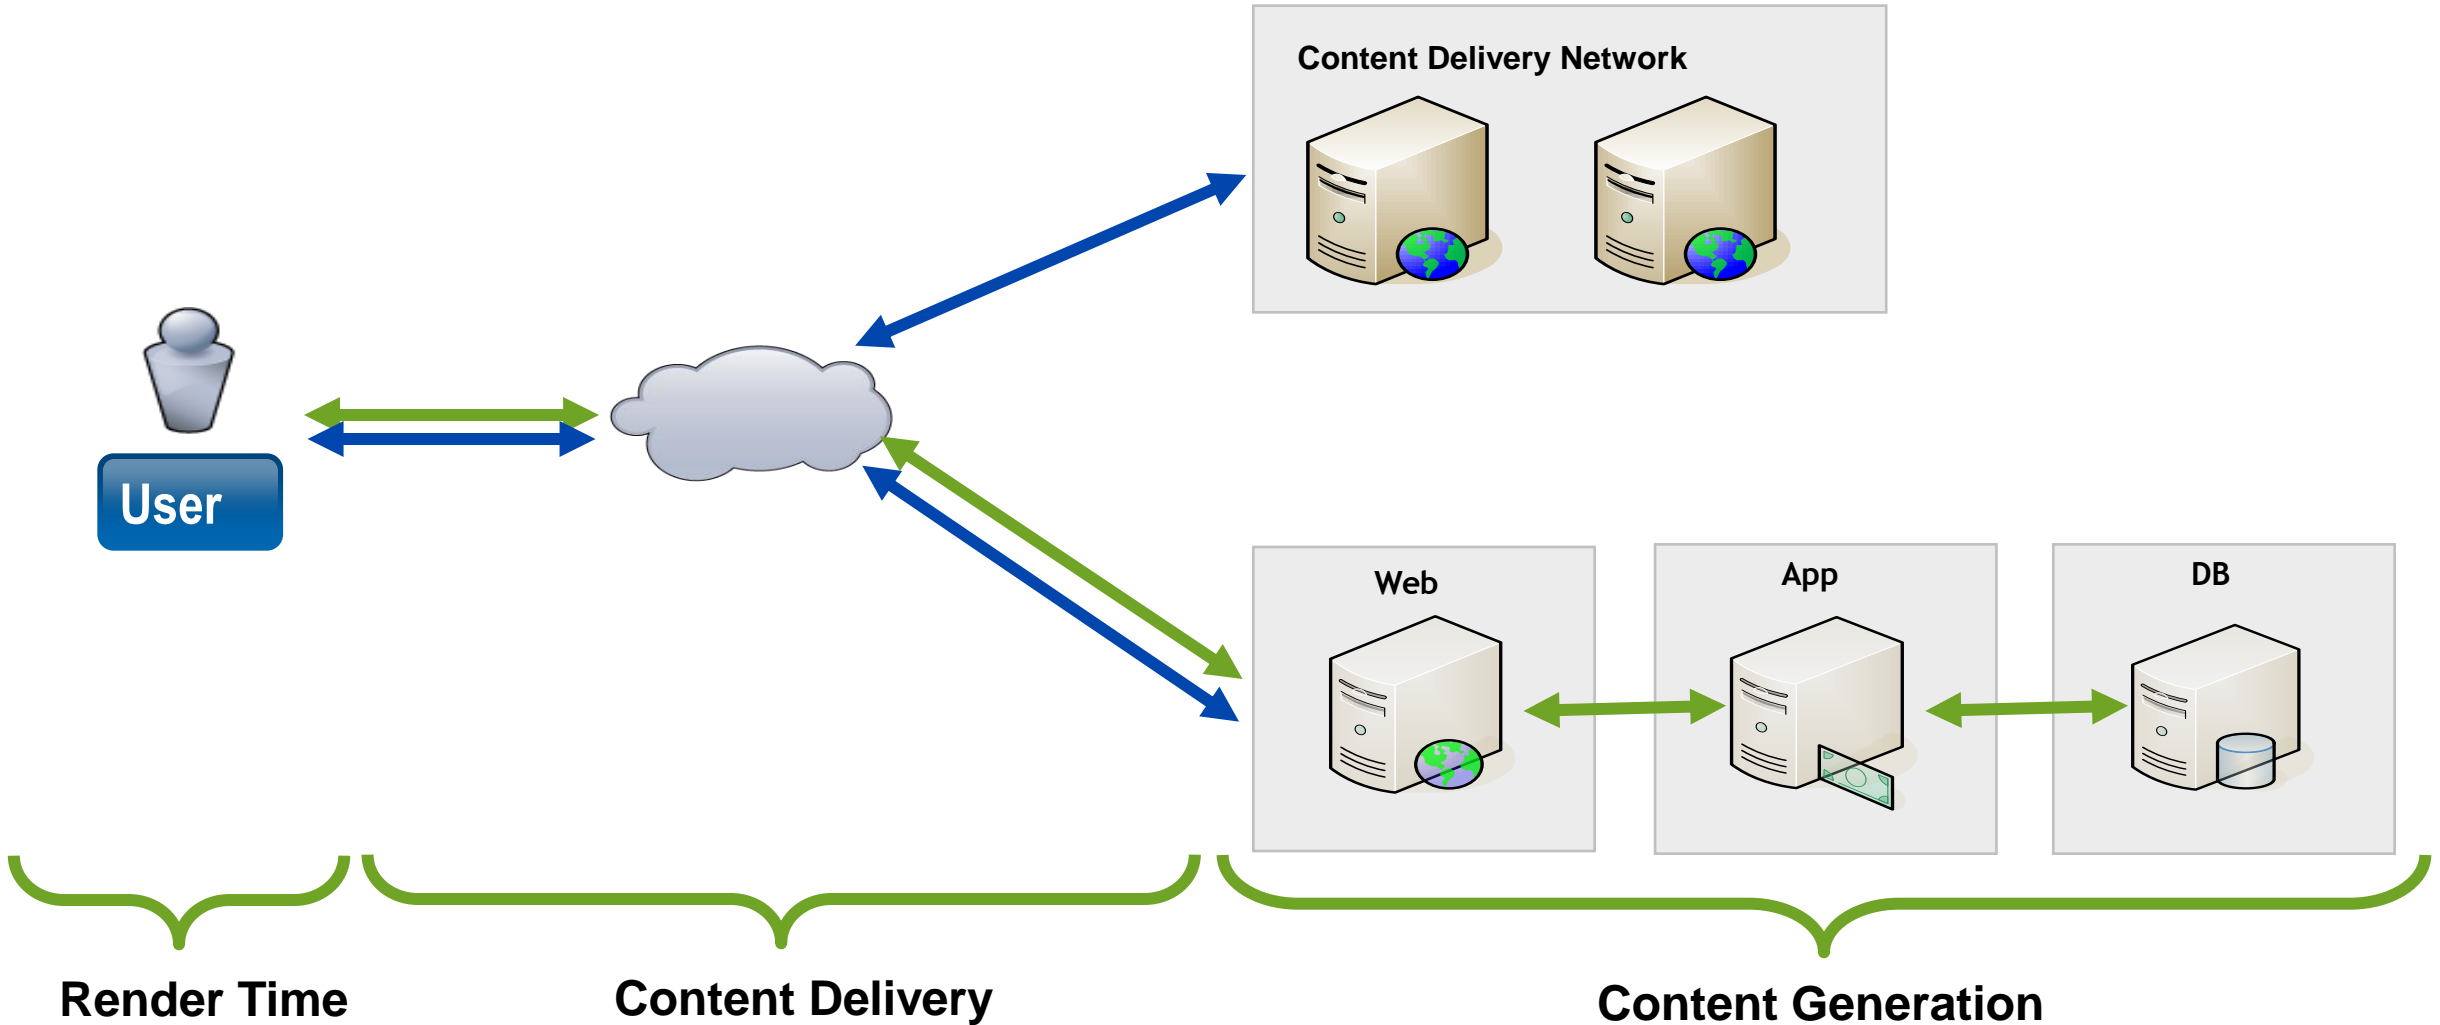 Content Delivery Network
User
Web
App
DB
Render Time
Content Delivery
Content Generation